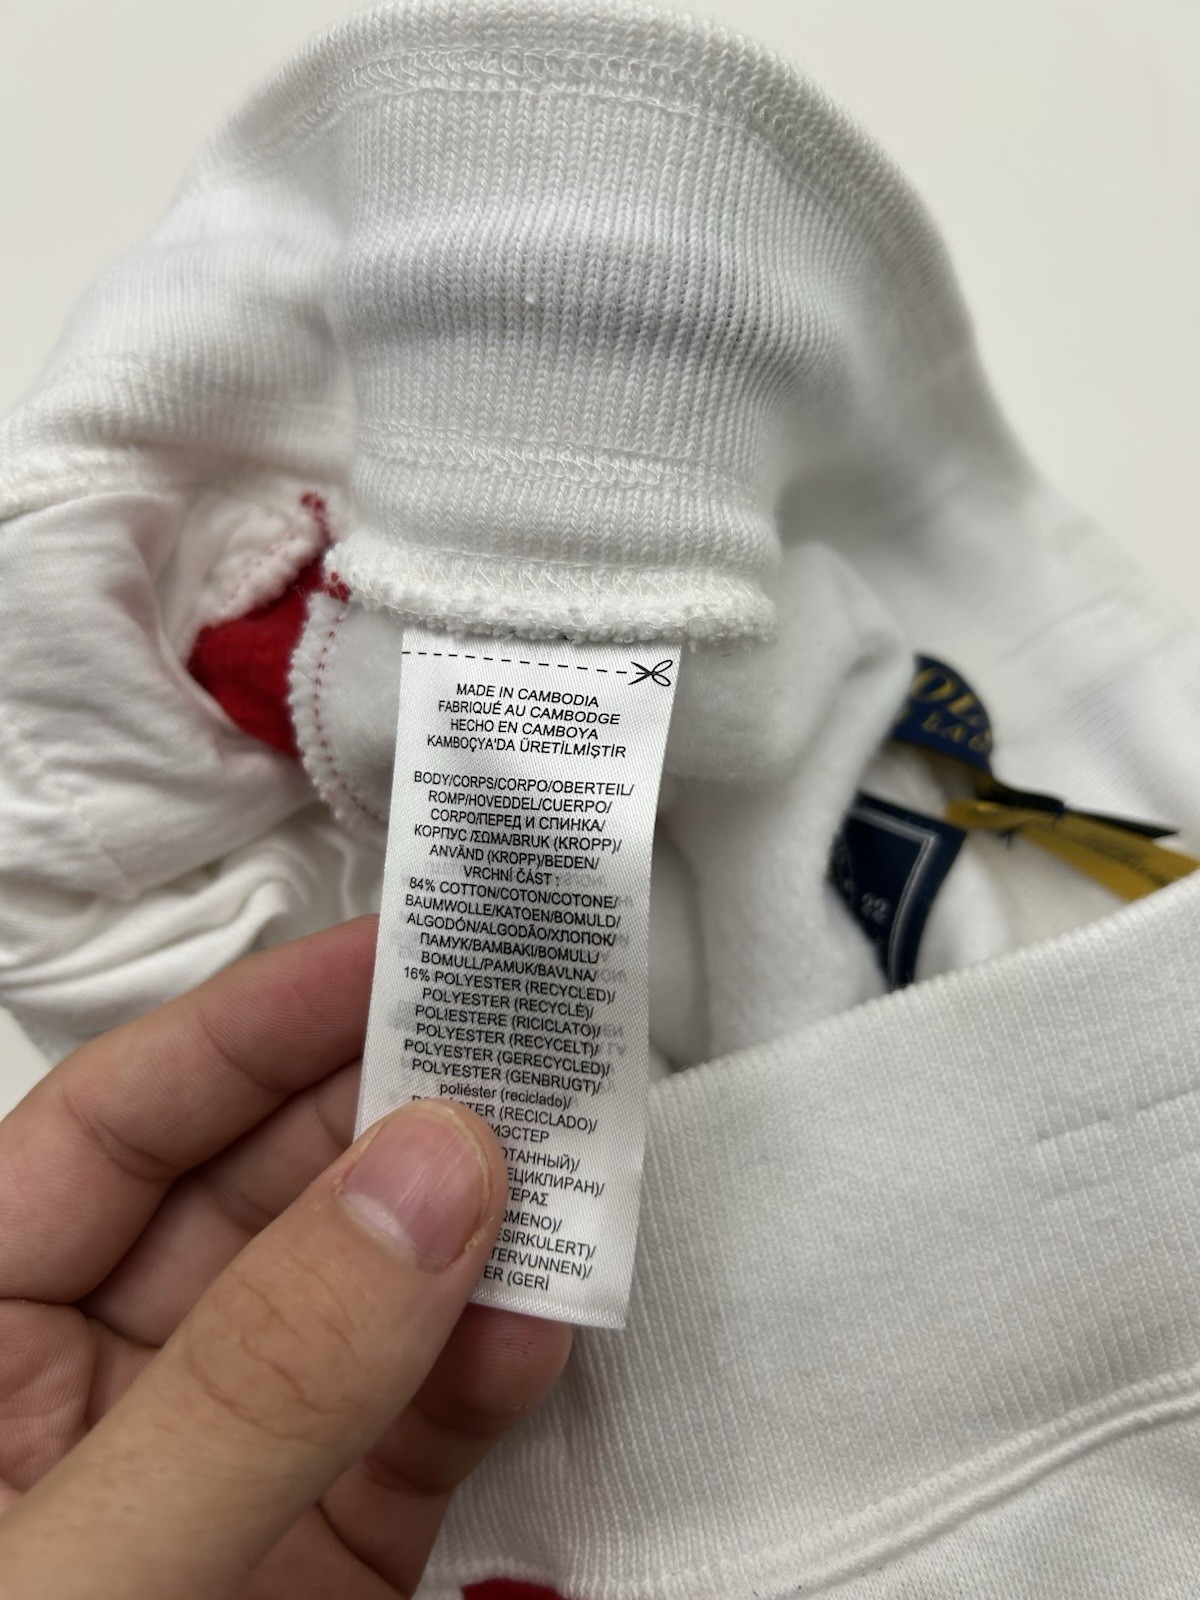 MADE IN CAMBODIA
FABRIQUÉ AU CAMBODGE
HECHO EN CAMBOYA
KAMBOÇYA'DA ÜRETİLMİŞTİR
BODY/CORPS/CORPO/OBERTEIL/
ROMP/HOVEDDEL/CUERPO/
CORPO/ПЕРЕД И СПИНКА/
КОРПУС /ΣΩΜΑ/BRUK (KROPP)/
ANVÄND (KROPP)/BEDEN/
VRCHNÍ ČÁST :
84% COTTON/COTON/COTONE/
BAUMWOLLE/KATOEN/BOMULD/
ALGODÓN/ALGODÃO/ХЛОПОК/
ПАМУК/ΒΑΜΒΑΚΙ/BOMULL/
BOMULL/PAMUK/BAVLNA/
16% POLYESTER (RECYCLED)/
POLYESTER (RECYCLÉ)/
POLIESTERE (RICICLATO)/
POLYESTER (RECYCELT)/
POLYESTER (GERECYCLED)/
POLYESTER (GENBRUGT)/
poliéster (reciclado)/
(RECICLADO)/
(GERİ
22